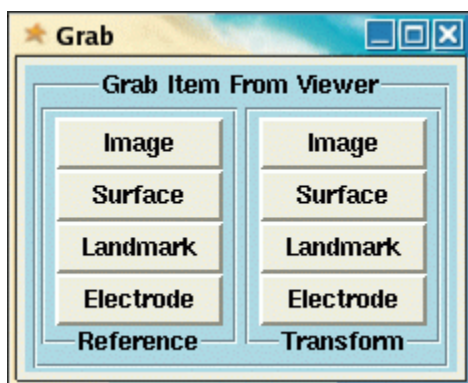 Grab
Grab Item From Viewer
Image
Surface
Landmark
Electrode
Reference
Image
Surface
Landmark
Electrode
Transform